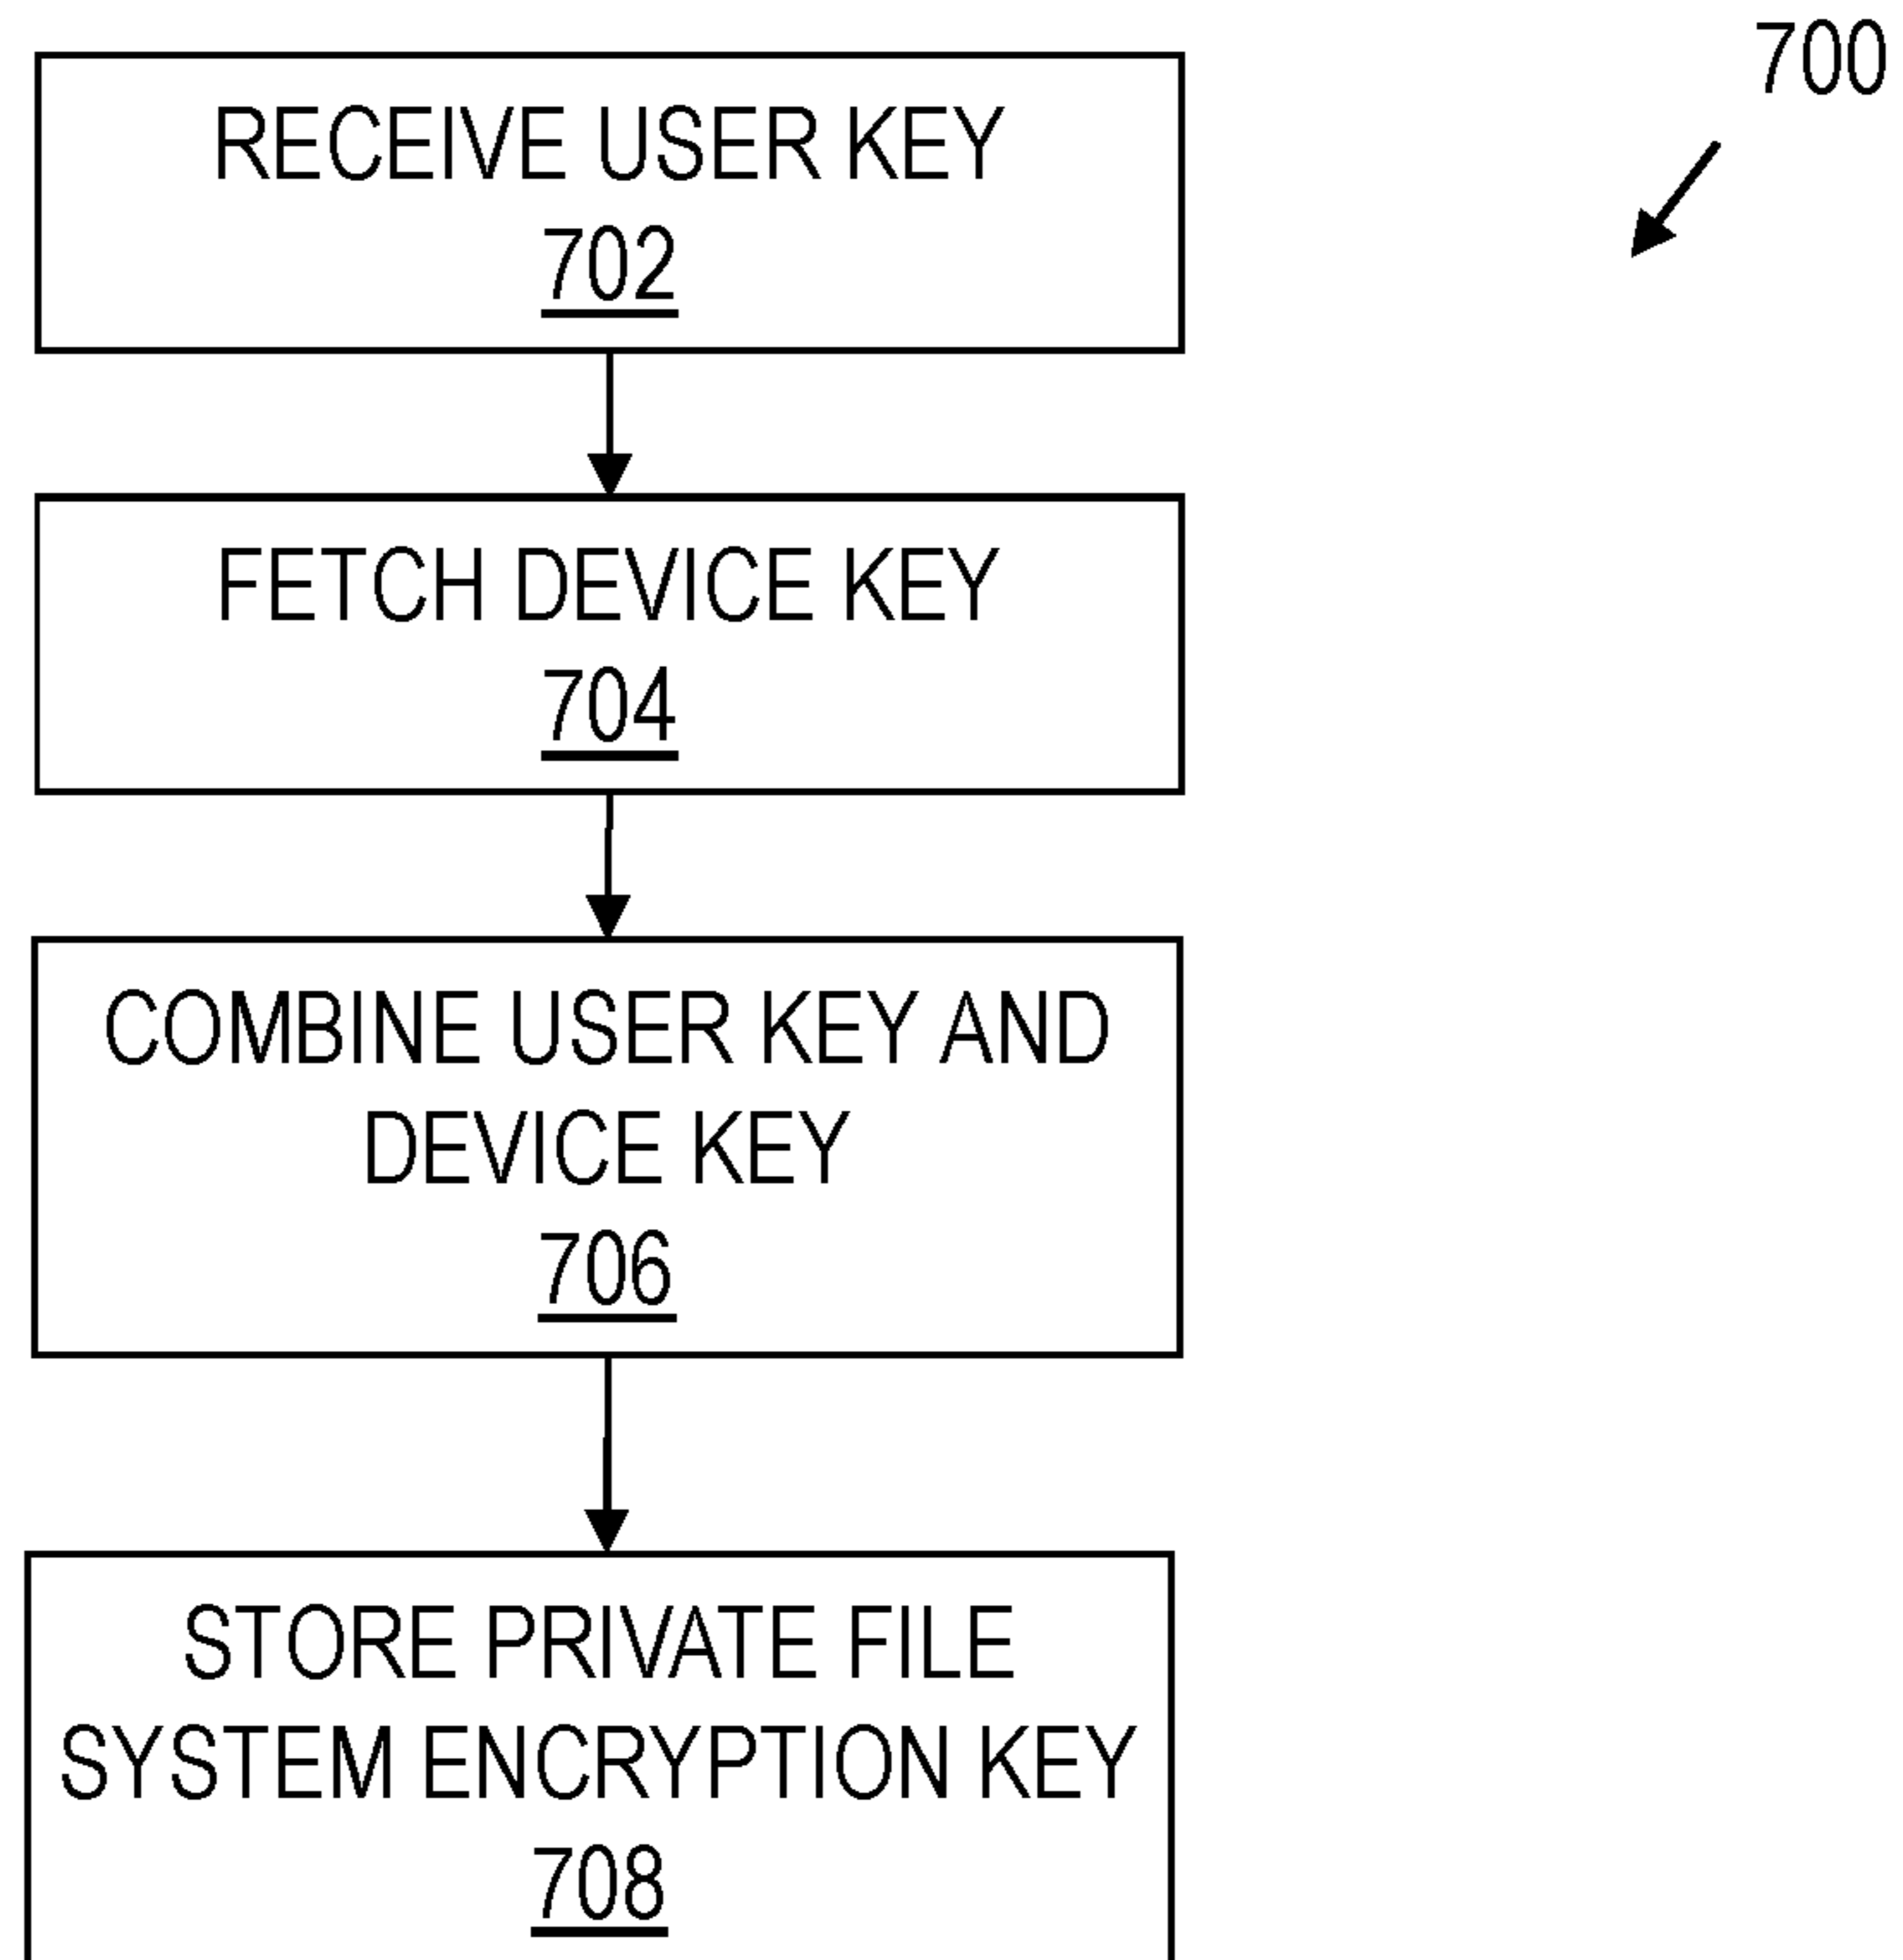 700
RECEIVE USER KEY
702
FETCH DEVICE KEY
704
COMBINE USER KEY AND
DEVICE KEY
706
STORE PRIVATE FILE
SYSTEM ENCRYPTION KEY
708